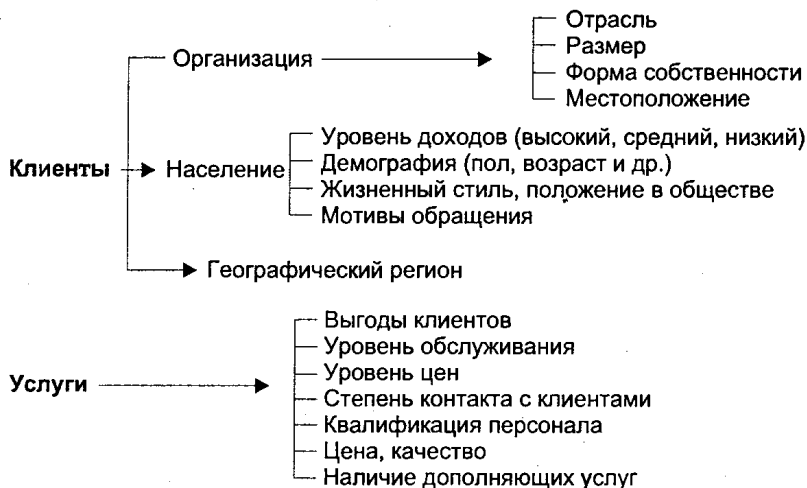 Организация
Отрасль
Размер
Форма собственности
Местоположение
Клиенты
Население
Уровень доходов (высокий, средний, низкий)
Демография (пол, возраст и др.)
Жизненный стиль, положение в обществе
Мотивы обращения
Географический регион
Услуги
Выгоды клиентов
Уровень обслуживания
Уровень цен
Степень контакта с клиентами
Квалификация персонала
Цена, качество
Наличие дополняющих услуг